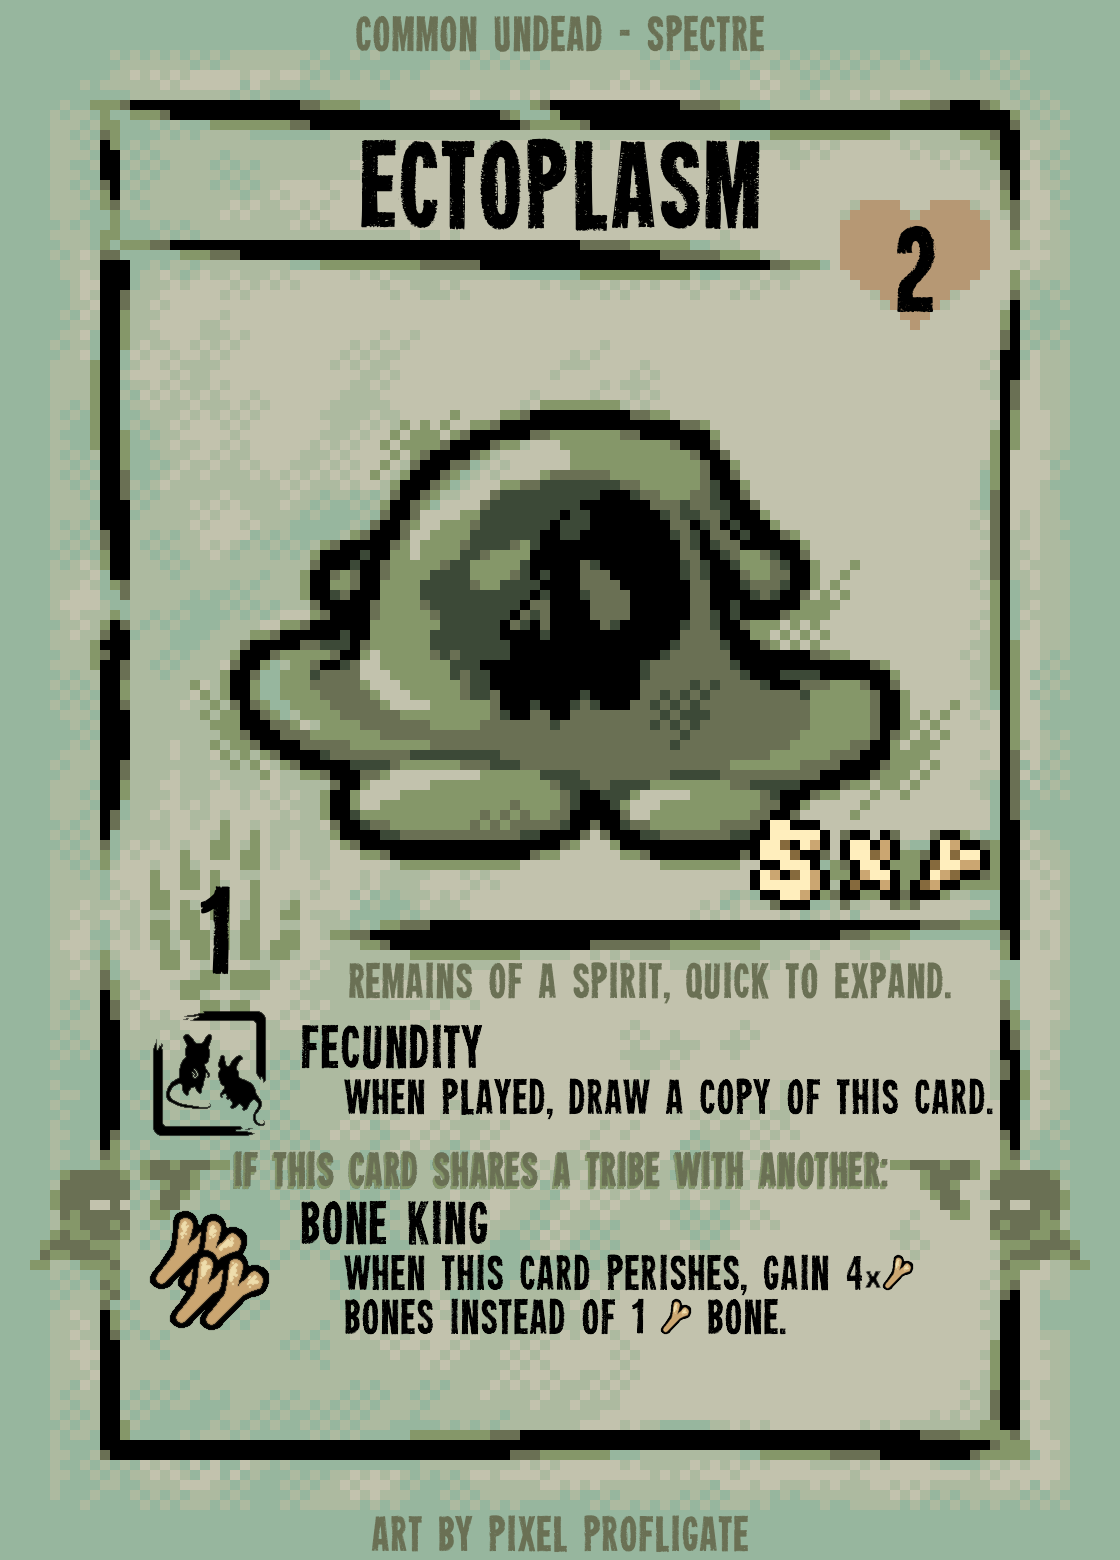 COMMON UNDEAD - SPECTRE
ECTOPLASM
2
5x
1
REMAINS OF A SPIRIT, QUICK TO EXPAND.
FECUNDITY
WHEN PLAYED, DRAW A COPY OF THIS CARD.
IF THIS CARD SHARES A TRIBE WITH ANOTHER:
BONE KING
WHEN THIS CARD PERISHES, GAIN 4x
BONES INSTEAD OF 1 BONE.
ART BY PIXEL PROFLIGATE